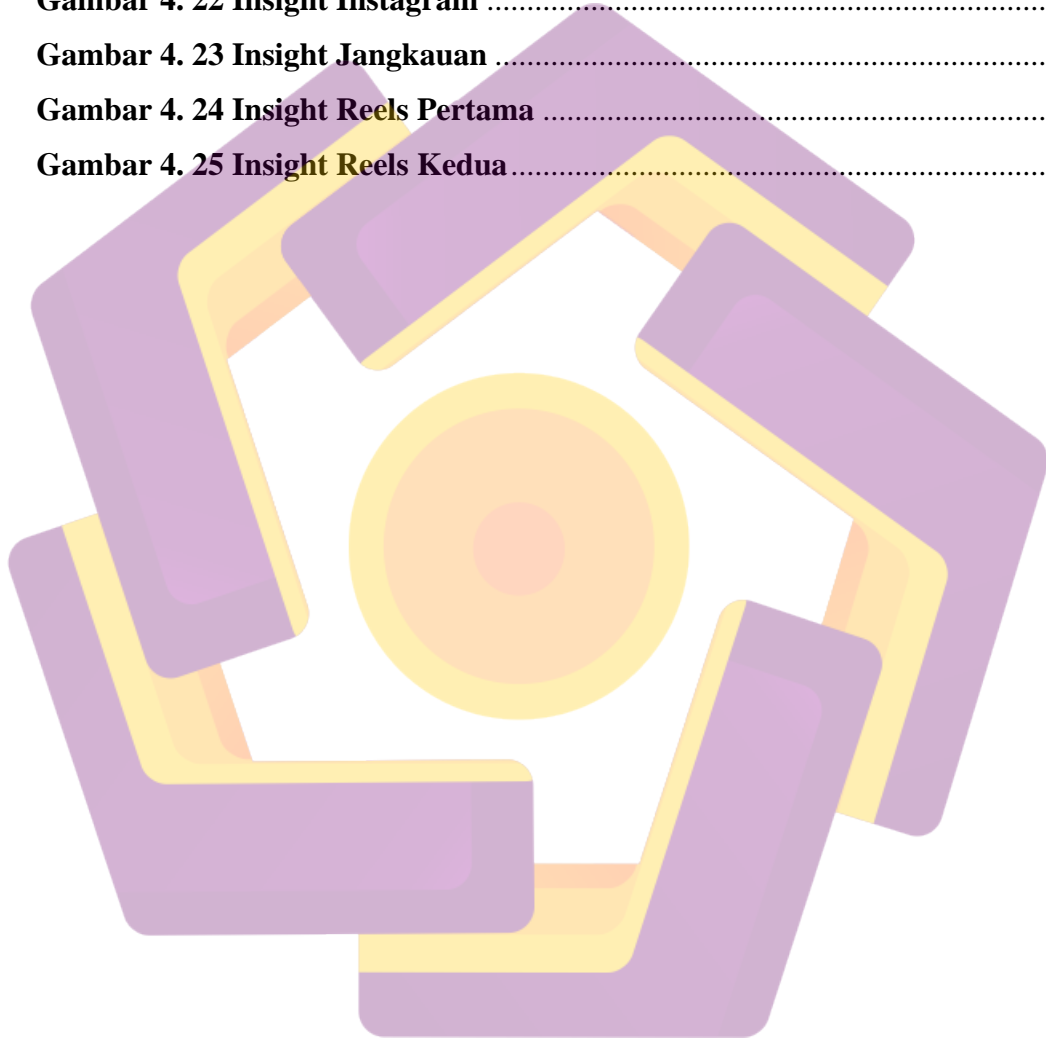 Gambar 4. 22 Insight Instagram ........................................................................
Gambar 4. 23 Insight Jangkauan .......................................................................
Gambar 4. 24 Insight Reels Pertama .................................................................
Gambar 4. 25 Insight Reels Kedua.....................................................................